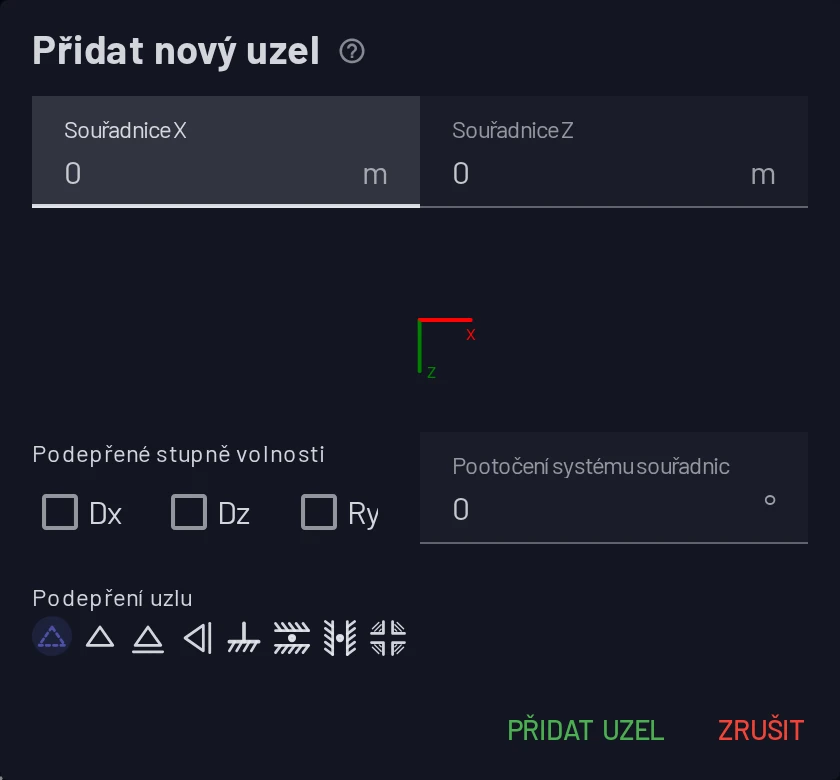 Přidat nový uzel ?
Souřadnice X
0 m
Souřadnice Z
0 m
x
z
Podepřené stupně volnosti
Dx Dz Ry
Pootočení systému souřadnic
0 °
Podepření uzlu
PŘIDAT UZEL ZRUŠIT